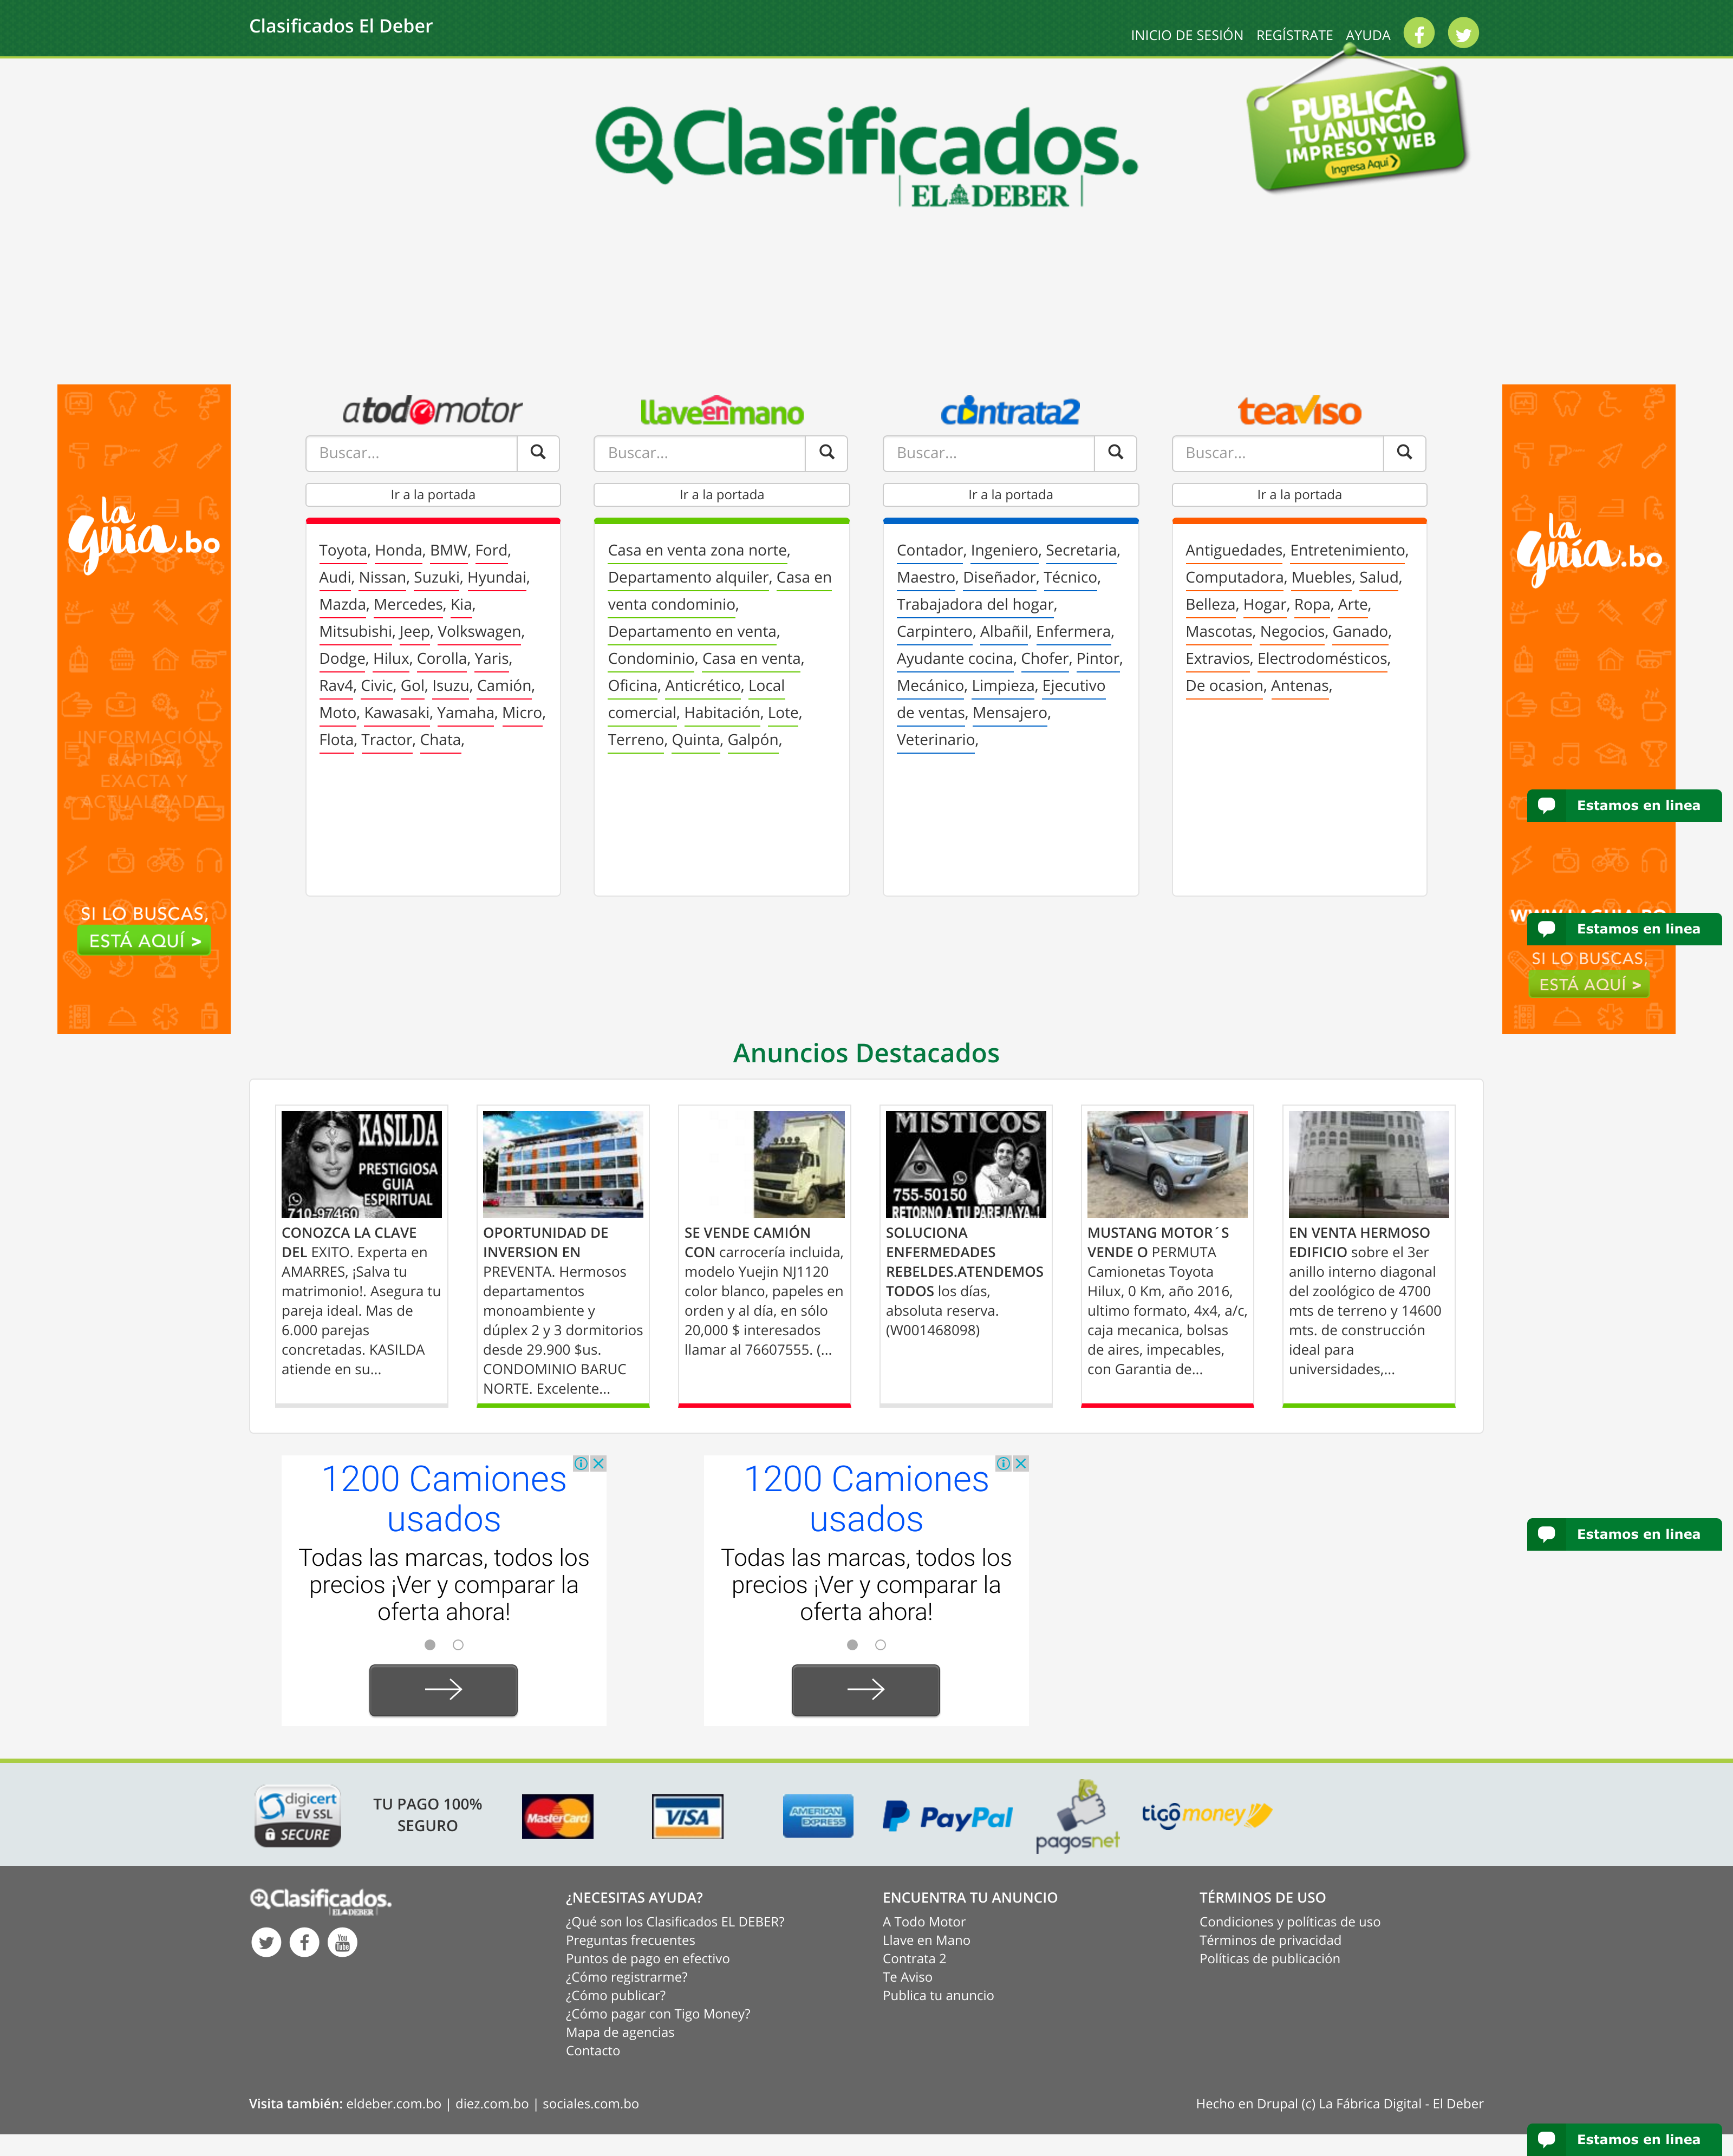 Clasificados El Deber
INICIO DE SESIÓN REGÍSTRATE AYUDA
PUBLICA
TU ANUNCIO
IMPRESO Y WEB
Ingresa Aquí
Clasificados.
EL DEBER
la
guía.bo
INFORMACIÓN
RÁPIDA,
EXACTA Y
ACTUALIZADA
SI LO BUSCAS,
ESTÁ AQUÍ >
atodomotor
Buscar...
Ir a la portada
Toyota, Honda, BMW, Ford,
Audi, Nissan, Suzuki, Hyundai,
Mazda, Mercedes, Kia,
Mitsubishi, Jeep, Volkswagen,
Dodge, Hilux, Corolla, Yaris,
Rav4, Civic, Gol, Isuzu, Camión,
Moto, Kawasaki, Yamaha, Micro,
Flota, Tractor, Chata,
llaveenmano
Buscar...
Ir a la portada
Casa en venta zona norte,
Departamento alquiler, Casa en
venta condominio,
Departamento en venta,
Condominio, Casa en venta,
Oficina, Anticrético, Local
comercial, Habitación, Lote,
Terreno, Quinta, Galpón,
contrata2
Buscar...
Ir a la portada
Contador, Ingeniero, Secretaria,
Maestro, Diseñador, Técnico,
Trabajadora del hogar,
Carpintero, Albañil, Enfermera,
Ayudante cocina, Chofer, Pintor,
Mecánico, Limpieza, Ejecutivo
de ventas, Mensajero,
Veterinario,
teaviso
Buscar...
Ir a la portada
Antiguedades, Entretenimiento,
Computadora, Muebles, Salud,
Belleza, Hogar, Ropa, Arte,
Mascotas, Negocios, Ganado,
Extravios, Electrodomésticos,
De ocasion, Antenas,
la
guía.bo
Estamos en linea
Estamos en linea
SI LO BUSCAS,
ESTÁ AQUÍ >
Anuncios Destacados
KASILDA
PRESTIGIOSA
GUIA
ESPIRITUAL
710-97460
CONOZCA LA CLAVE
DEL EXITO. Experta en
AMARRES, ¡Salva tu
matrimonio!. Asegura tu
pareja ideal. Mas de
6.000 parejas
concretadas. KASILDA
atiende en su...
OPORTUNIDAD DE
INVERSION EN
PREVENTA. Hermosos
departamentos
monoambiente y
dúplex 2 y 3 dormitorios
desde 29.900 $us.
CONDOMINIO BARUC
NORTE. Excelente...
SE VENDE CAMIÓN
CON carrocería incluida,
modelo Yuejin NJ1120
color blanco, papeles en
orden y al día, en sólo
20,000 $ interesados
llamar al 76607555. (...
MISTICOS
755-50150
RETORNO A TU PAREJA YA..!
SOLUCIONA
ENFERMEDADES
REBELDES.ATENDEMOS
TODOS los días,
absoluta reserva.
(W001468098)
MUSTANG MOTOR´S
VENDE O PERMUTA
Camionetas Toyota
Hilux, 0 Km, año 2016,
ultimo formato, 4x4, a/c,
caja mecanica, bolsas
de aires, impecables,
con Garantia de...
EN VENTA HERMOSO
EDIFICIO sobre el 3er
anillo interno diagonal
del zoológico de 4700
mts de terreno y 14600
mts. de construcción
ideal para
universidades,...
1200 Camiones
usados
Todas las marcas, todos los
precios ¡Ver y comparar la
oferta ahora!
1200 Camiones
usados
Todas las marcas, todos los
precios ¡Ver y comparar la
oferta ahora!
Estamos en linea
digicert
EV SSL
SECURE
TU PAGO 100%
SEGURO
MasterCard
VISA
AMERICAN
EXPRESS
PayPal
pagosnet
tigo money
Clasificados.
EL DEBER
You
Tube
¿NECESITAS AYUDA?
¿Qué son los Clasificados EL DEBER?
Preguntas frecuentes
Puntos de pago en efectivo
¿Cómo registrarme?
¿Cómo publicar?
¿Cómo pagar con Tigo Money?
Mapa de agencias
Contacto
ENCUENTRA TU ANUNCIO
A Todo Motor
Llave en Mano
Contrata 2
Te Aviso
Publica tu anuncio
TÉRMINOS DE USO
Condiciones y políticas de uso
Términos de privacidad
Políticas de publicación
Visita también: eldeber.com.bo | diez.com.bo | sociales.com.bo
Hecho en Drupal (c) La Fábrica Digital - El Deber
Estamos en linea